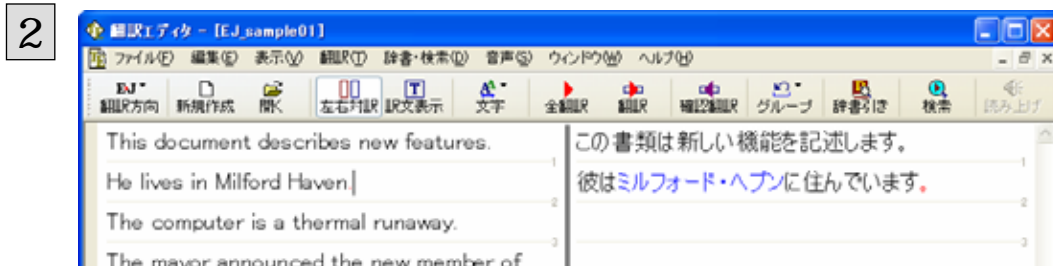 2
翻訳エディタ - [EJ_sample01]
ファイル(F) 編集(E) 表示(V) 翻訳(T) 辞書・検索(D) 音声(S) ウィンドウ(W) ヘルプ(H)
EJ
翻訳方向 新規作成 開く 左右対訳 訳文表示 文字 全翻訳 翻訳 確認翻訳 グループ 辞書引き 検索 読み上げ
This document describes new features.
この書類は新しい機能を記述します。
1 1
He lives in Milford Haven.
彼はミルフォード・ヘブンに住んでいます。
2 2
The computer is a thermal runaway.
3 3
The mayor announced the new member of